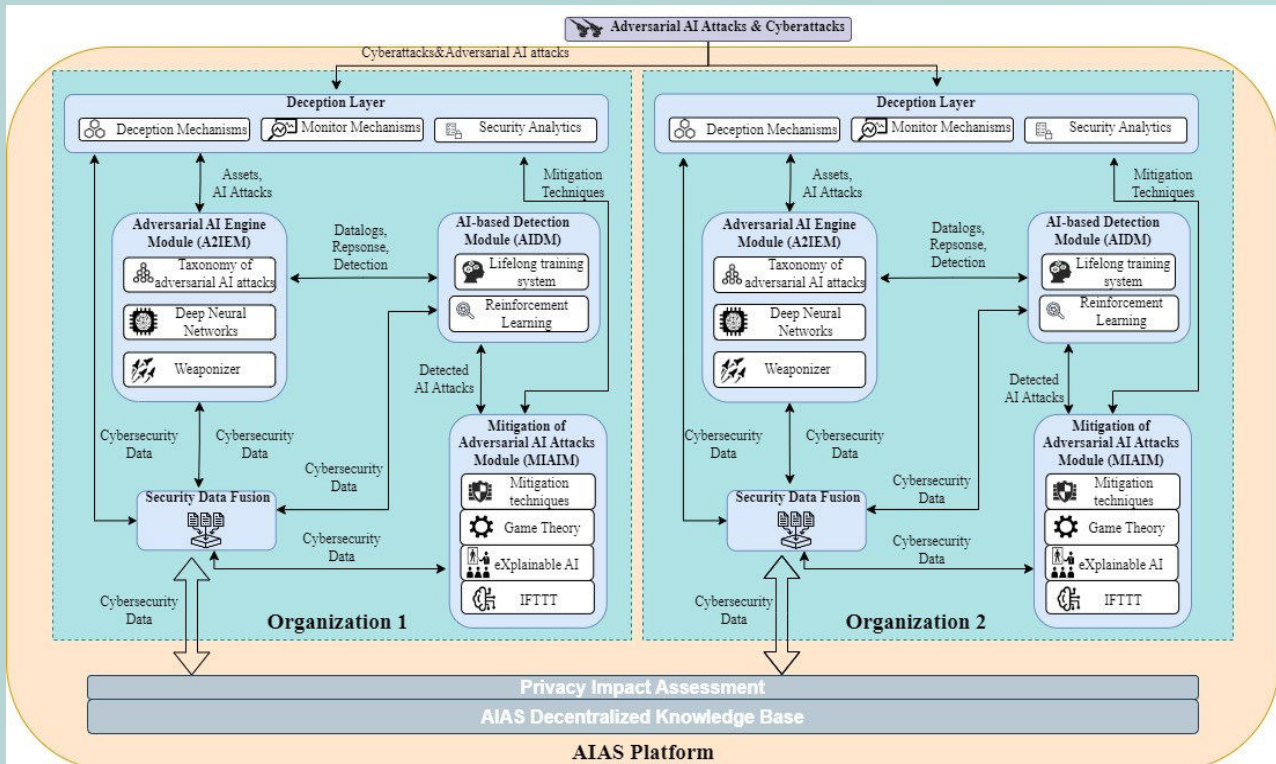 Adversarial AI Attacks & Cyberattacks
Cyberattacks&Adversarial AI attacks
Deception Layer
Deception Mechanisms
Monitor Mechanisms
Security Analytics
Assets,
AI Attacks
Mitigation
Techniques
Adversarial AI Engine
Module (A2IEM)
Taxonomy of
adversarial AI attacks
Deep Neural
Networks
Weaponizer
Datalogs,
Repsonse,
Detection
AI-based Detection
Module (AIDM)
Lifelong training
system
Reinforcement
Learning
Detected
AI Attacks
Cybersecurity
Data
Cybersecurity
Data
Cybersecurity
Data
Mitigation of
Adversarial AI Attacks
Module (MIAIM)
Mitigation
techniques
Game Theory
eXplainable AI
IFTTT
Security Data Fusion
Cybersecurity
Data
Cybersecurity
Data
Organization 1
Deception Layer
Deception Mechanisms
Monitor Mechanisms
Security Analytics
Assets,
AI Attacks
Mitigation
Techniques
Adversarial AI Engine
Module (A2IEM)
Taxonomy of
adversarial AI attacks
Deep Neural
Networks
Weaponizer
Datalogs,
Repsonse,
Detection
AI-based Detection
Module (AIDM)
Lifelong training
system
Reinforcement
Learning
Detected
AI Attacks
Cybersecurity
Data
Cybersecurity
Data
Cybersecurity
Data
Mitigation of
Adversarial AI Attacks
Module (MIAIM)
Mitigation
techniques
Game Theory
eXplainable AI
IFTTT
Security Data Fusion
Cybersecurity
Data
Cybersecurity
Data
Organization 2
Privacy Impact Assessment
AIAS Decentralized Knowledge Base
AIAS Platform